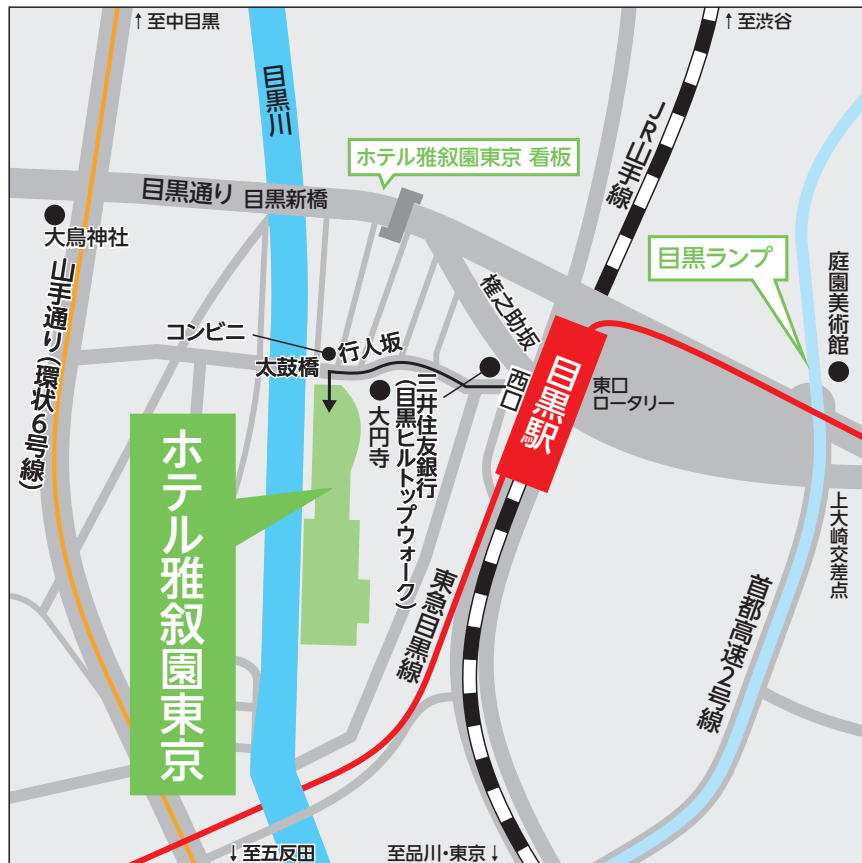 ↑至中目黒
↑至渋谷
目黒川
JR山手線
ホテル雅叙園東京 看板
目黒通り
目黒新橋
大鳥神社
目黒ランプ
庭園美術館
権之助坂
山手通り(環状6号線)
コンビニ
行人坂
太鼓橋
西口
目黒駅
東口
ロータリー
三井住友銀行
(目黒ヒルトップウォーク)
大円寺
ホテル雅叙園東京
上大崎交差点
東急目黒線
首都高速2号線
↓至五反田
至品川・東京↓